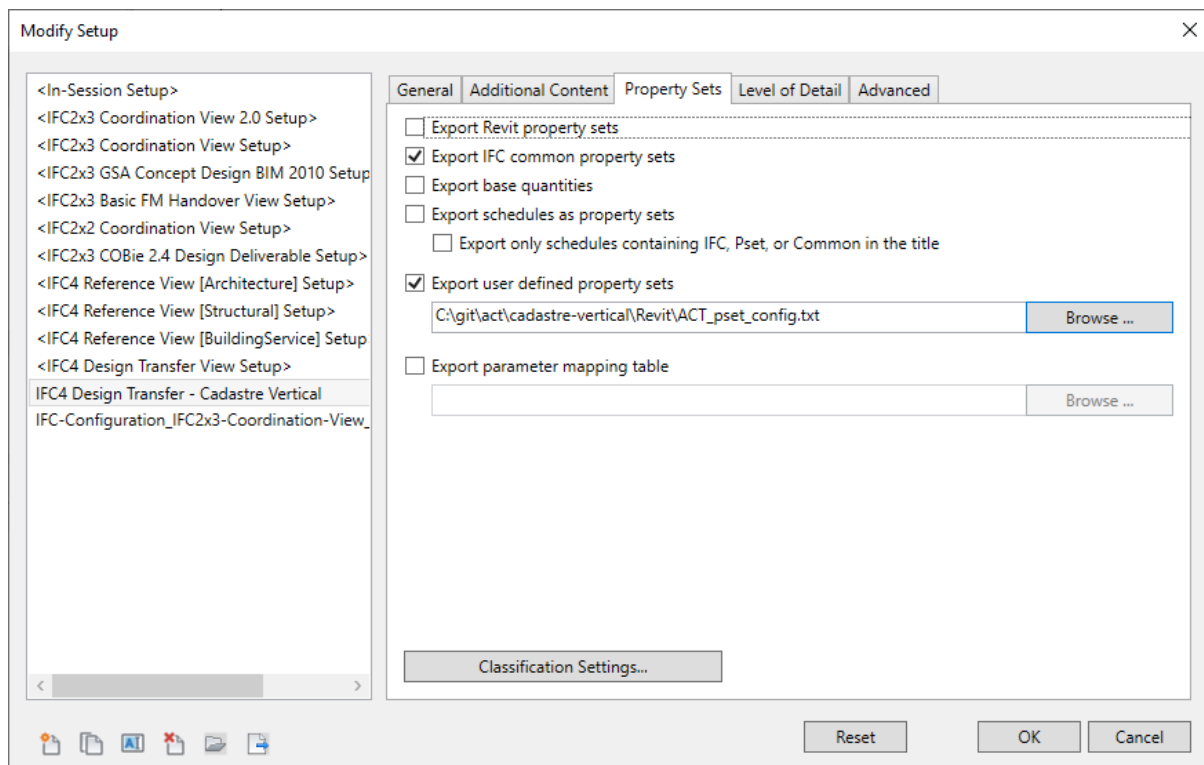 Modify Setup
<In-Session Setup>
<IFC2x3 Coordination View 2.0 Setup>
<IFC2x3 Coordination View Setup>
<IFC2x3 GSA Concept Design BIM 2010 Setup
<IFC2x3 Basic FM Handover View Setup>
<IFC2x2 Coordination View Setup>
<IFC2x3 COBie 2.4 Design Deliverable Setup>
<IFC4 Reference View [Architecture] Setup>
<IFC4 Reference View [Structural] Setup>
<IFC4 Reference View [BuildingService] Setup
<IFC4 Design Transfer View Setup>
IFC4 Design Transfer - Cadastre Vertical
IFC-Configuration_IFC2x3-Coordination-View_
General Additional Content Property Sets Level of Detail Advanced
Export Revit property sets
Export IFC common property sets
Export base quantities
Export schedules as property sets
Export only schedules containing IFC, Pset, or Common in the title
Export user defined property sets
C:\git\act\cadastre-vertical\Revit\ACT_pset_config.txt Browse ...
Export parameter mapping table
Browse ...
Classification Settings...
Reset OK Cancel